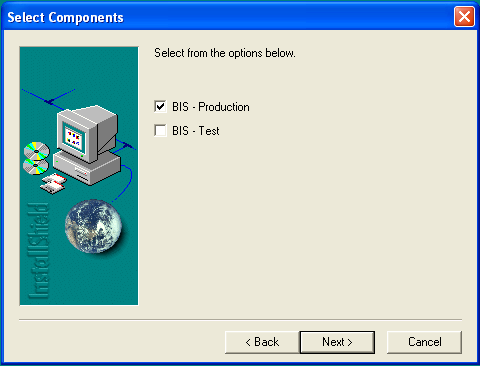 Select Components
Select from the options below.
BIS - Production
BIS - Test
InstallShield
< Back
Next >
Cancel